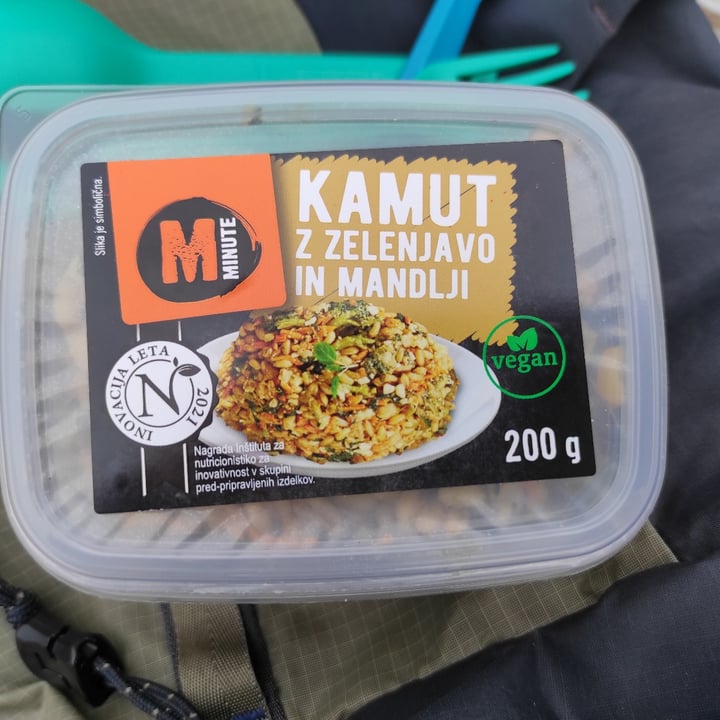 Slika je simbolična.
M
MINUTE
KAMUT
Z ZELENJAVO
IN MANDLJI
vegan
INOVACIJA LETA 2021
N
Nagrada Inštituta za
nutricionistiko za
inovativnost v skupini
pred-pripravljenih izdelkov.
200 g